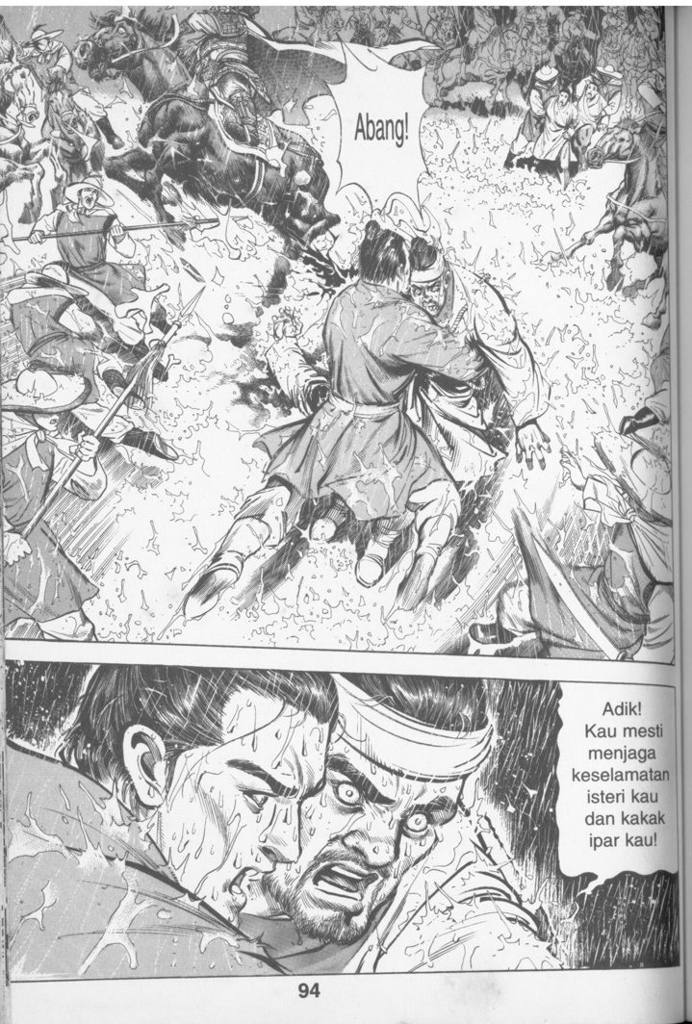 Abang!
Adik!
Kau mesti
menjaga
keselamatan
isteri kau
dan kakak
ipar kau!
94